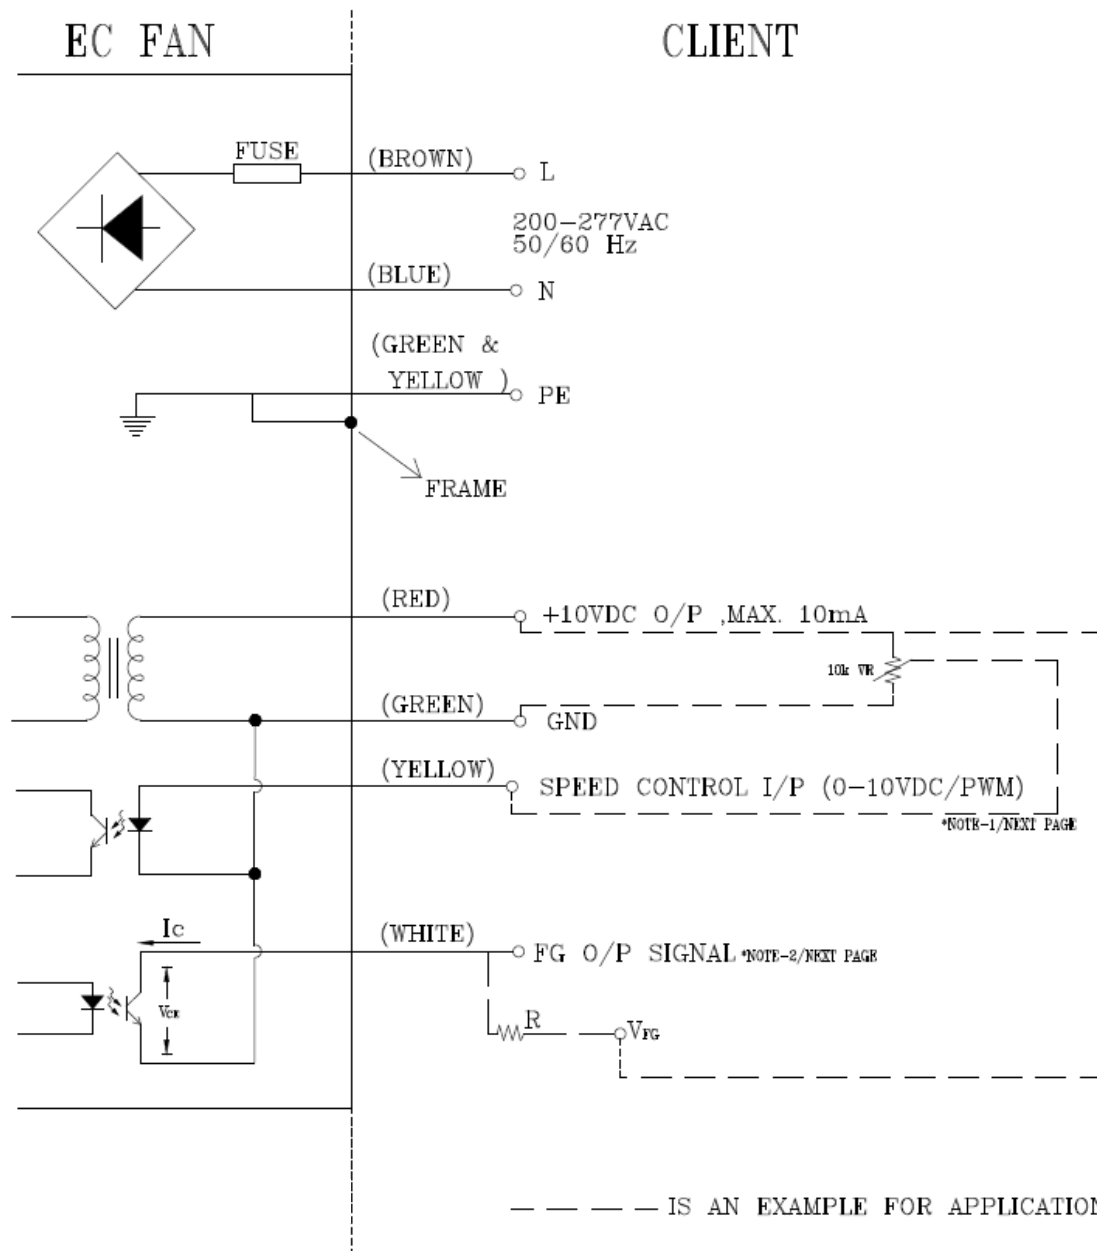 EC FAN
CLIENT
FUSE
(BROWN)
L
200-277VAC
50/60 Hz
(BLUE)
N
(GREEN &
YELLOW )
PE
FRAME
(RED)
+10VDC O/P ,MAX. 10mA
10k VR
(GREEN)
GND
(YELLOW)
SPEED CONTROL I/P (0-10VDC/PWM)
*NOTE-1/NEXT PAGE
Ic
(WHITE)
FG O/P SIGNAL *NOTE-2/NEXT PAGE
VCE
R
VFG
IS AN EXAMPLE FOR APPLICATION